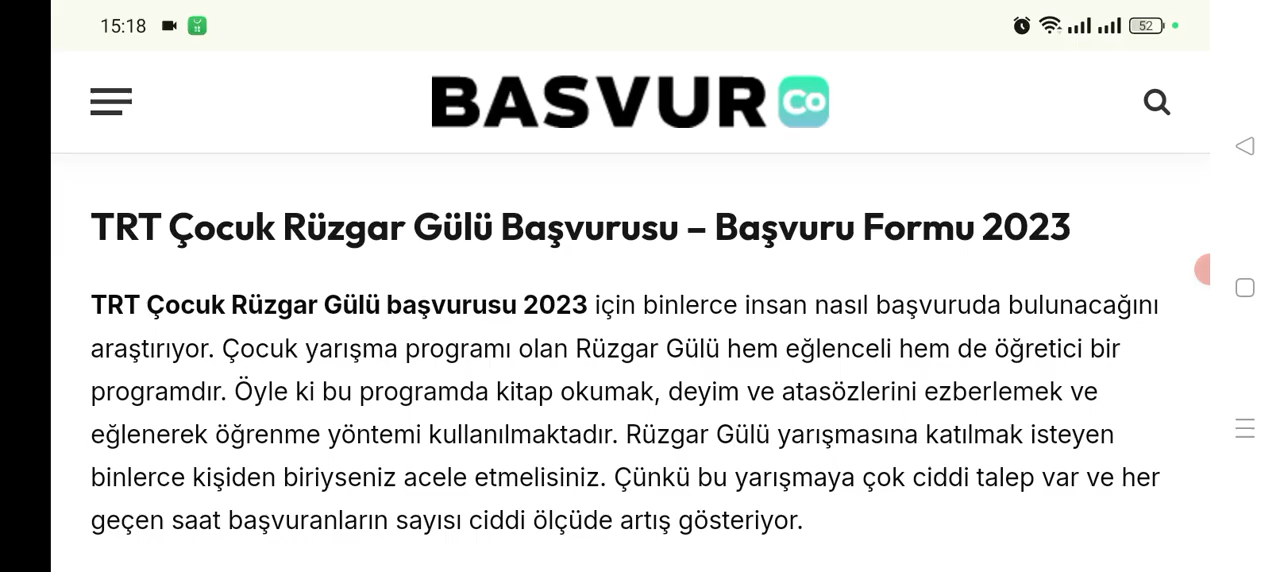 15:18
52
BASVUR Co
TRT Çocuk Rüzgar Gülü Başvurusu – Başvuru Formu 2023
TRT Çocuk Rüzgar Gülü başvurusu 2023 için binlerce insan nasıl başvuruda bulunacağını
araştırıyor. Çocuk yarışma programı olan Rüzgar Gülü hem eğlenceli hem de öğretici bir
programdır. Öyle ki bu programda kitap okumak, deyim ve atasözlerini ezberlemek ve
eğlenerek öğrenme yöntemi kullanılmaktadır. Rüzgar Gülü yarışmasına katılmak isteyen
binlerce kişiden biriyseniz acele etmelisiniz. Çünkü bu yarışmaya çok ciddi talep var ve her
geçen saat başvuranların sayısı ciddi ölçüde artış gösteriyor.